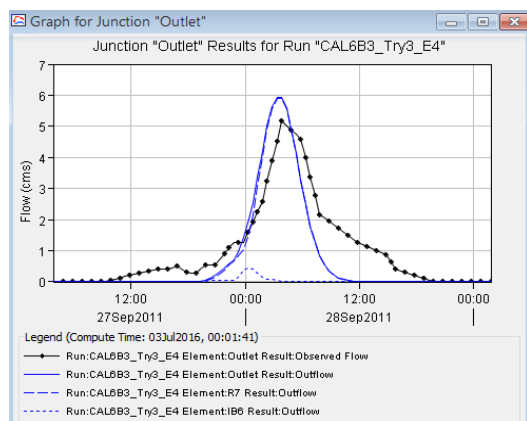 Graph for Junction "Outlet"
Junction "Outlet" Results for Run "CAL6B3_Try3_E4"
7
6
5
4
3
2
1
0
Flow (cms)
12:00 00:00 12:00 00:00
27Sep2011 28Sep2011
Legend (Compute Time: 03Jul2016, 00:01:41)
Run:CAL6B3_Try3_E4 Element:Outlet Result:Observed Flow
Run:CAL6B3_Try3_E4 Element:Outlet Result:Outflow
Run:CAL6B3_Try3_E4 Element:R7 Result:Outflow
Run:CAL6B3_Try3_E4 Element:IB6 Result:Outflow